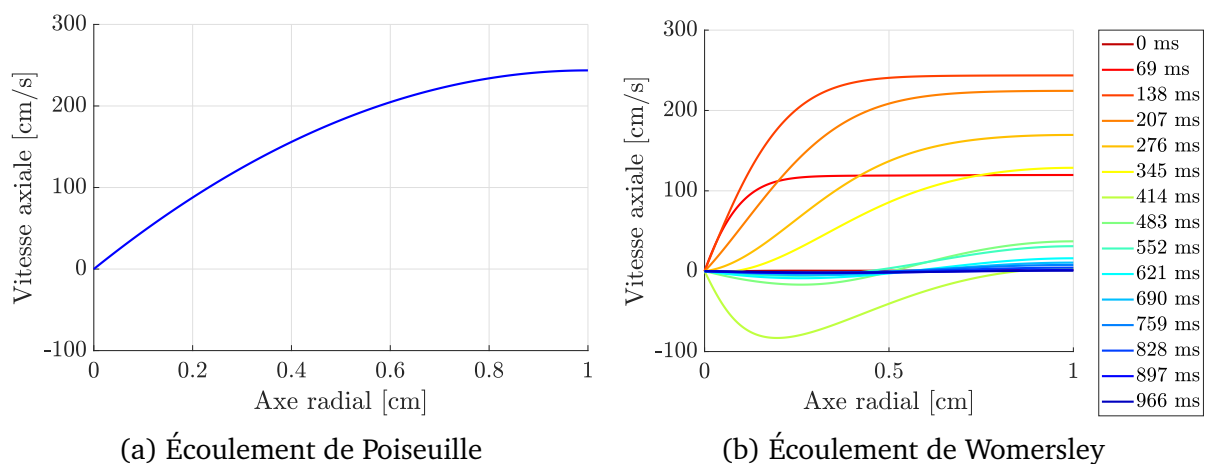 300
200
100
0
-100
Vitesse axiale [cm/s]
0
0.2
0.4
0.6
0.8
1
Axe radial [cm]
(a) Écoulement de Poiseuille
300
200
100
0
-100
Vitesse axiale [cm/s]
0
0.5
1
Axe radial [cm]
0 ms
69 ms
138 ms
207 ms
276 ms
345 ms
414 ms
483 ms
552 ms
621 ms
690 ms
759 ms
828 ms
897 ms
966 ms
(b) Écoulement de Womersley